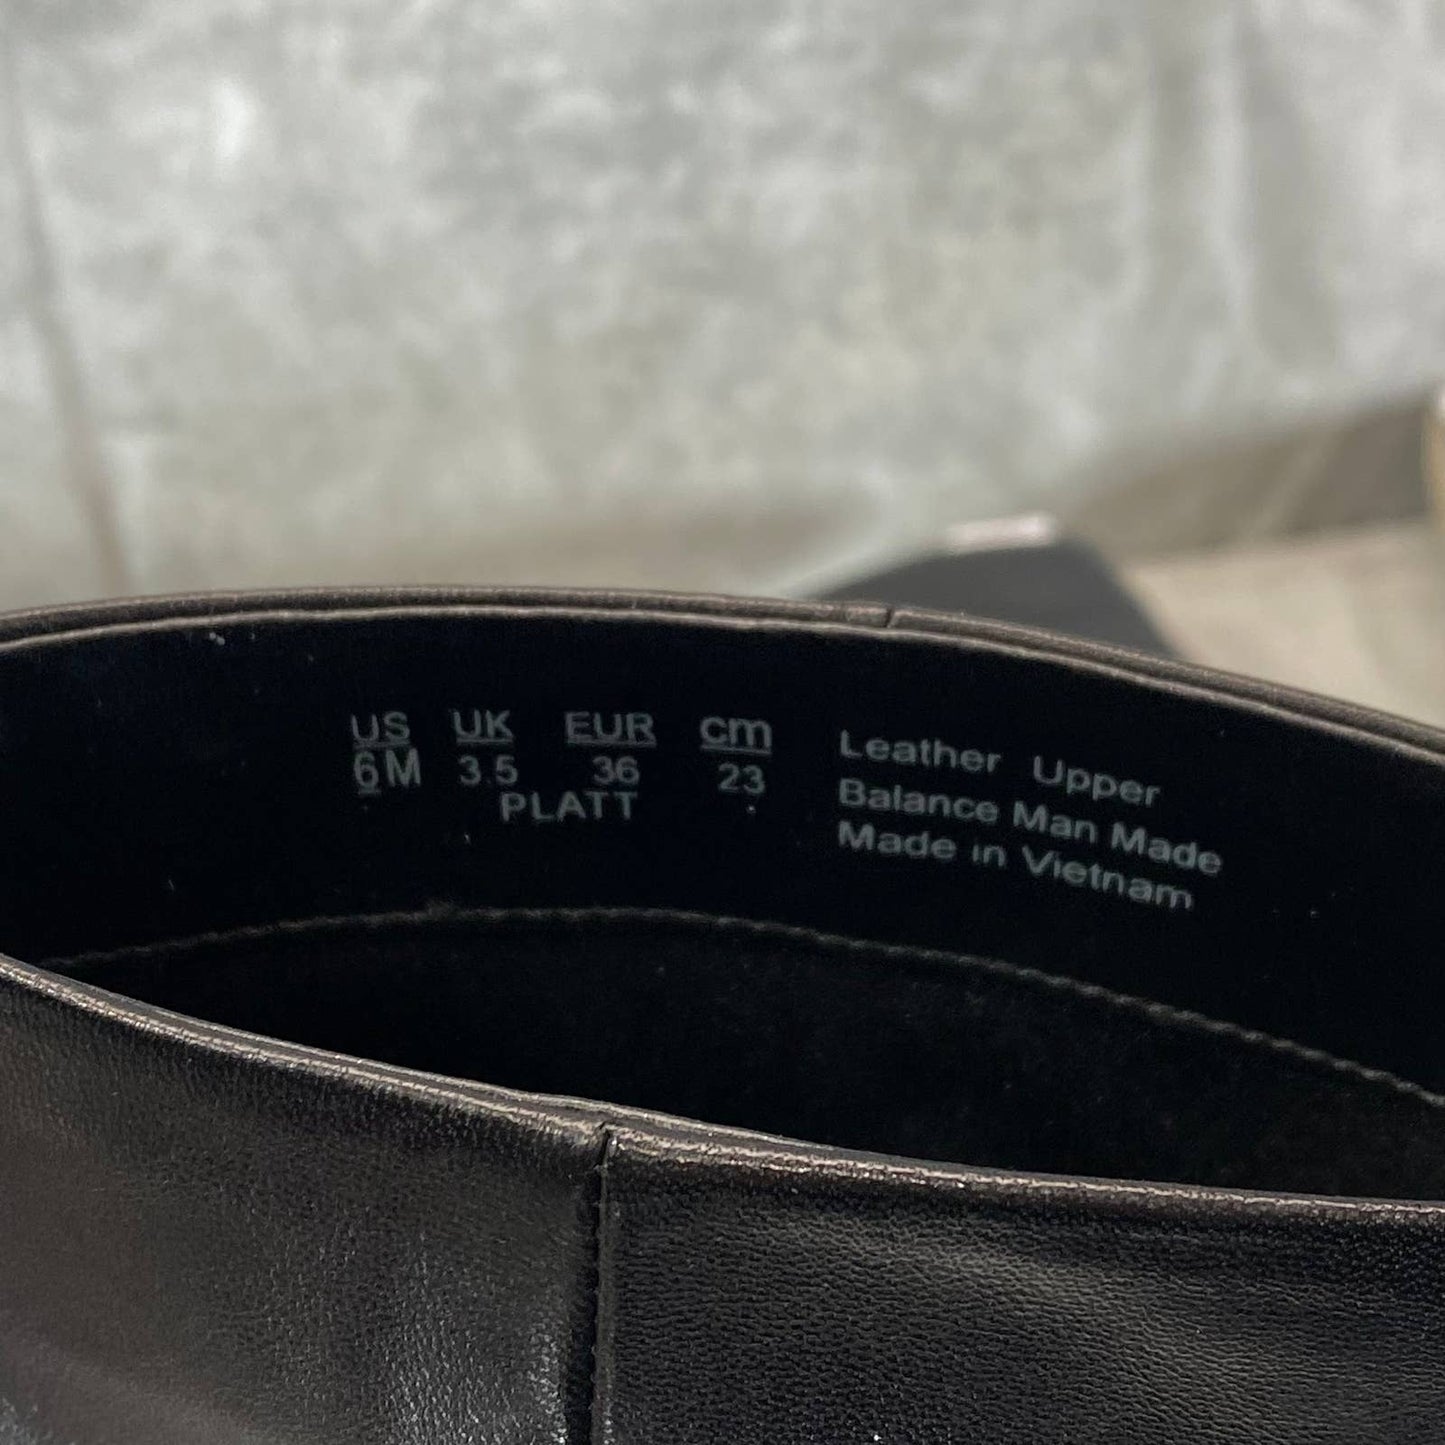 US UK EUR cm
6M 3.5 36 23
PLATT
Leather Upper
Balance Man Made
Made in Vietnam